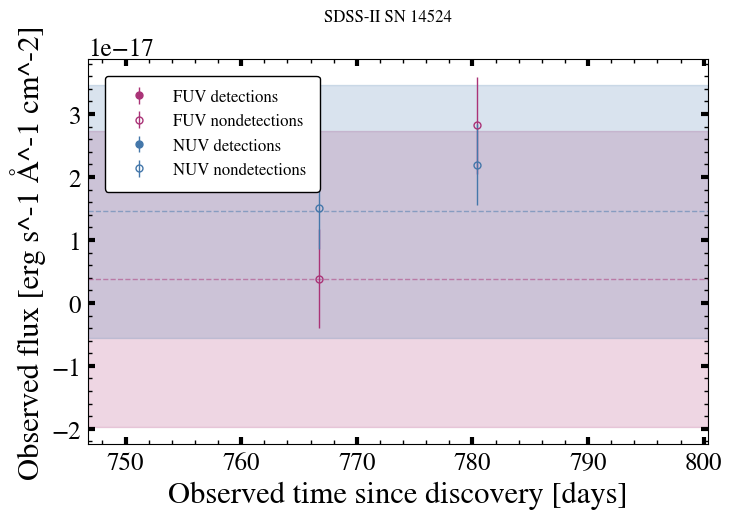 SDSS-II SN 14524
1e−17
FUV detections
FUV nondetections
NUV detections
NUV nondetections
3
2
1
0
−1
−2
Observed flux [erg s^-1 Å^-1 cm^-2]
750 760 770 780 790 800
Observed time since discovery [days]